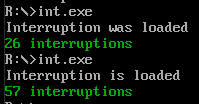 R:\>int.exe
Interruption was loaded
26 interruptions
R:\>int.exe
Interruption is loaded
57 interruptions